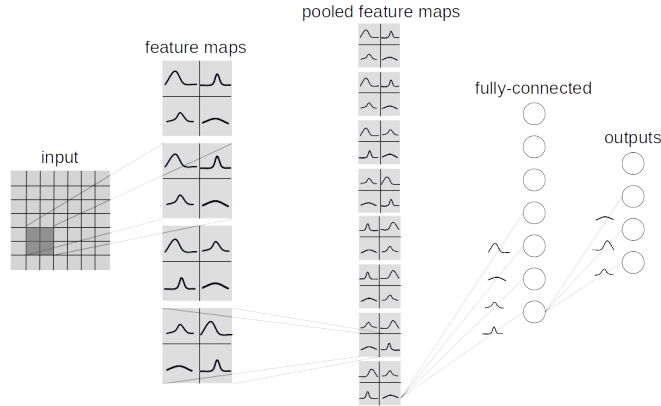 pooled feature maps
feature maps
fully-connected
outputs
input